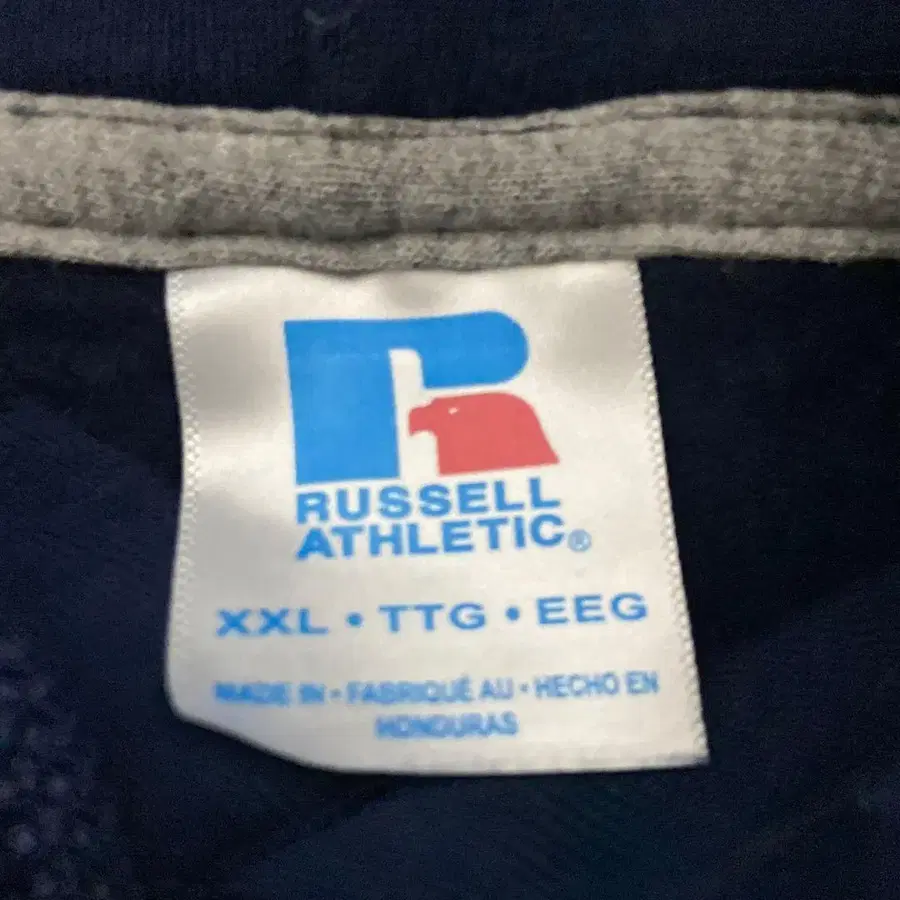 RUSSELL
ATHLETIC®
XXL • TTG • EEG
MADE IN • FABRIQUÉ AU • HECHO EN
HONDURAS